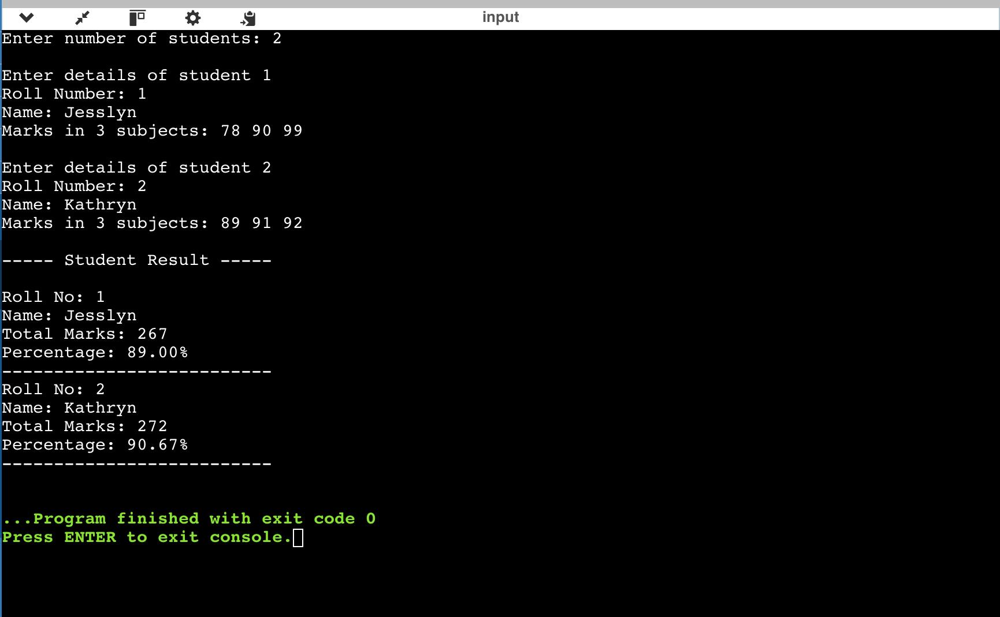 input
Enter number of students: 2
Enter details of student 1
Roll Number: 1
Name: Jesslyn
Marks in 3 subjects: 78 90 99
Enter details of student 2
Roll Number: 2
Name: Kathryn
Marks in 3 subjects: 89 91 92
----- Student Result -----
Roll No: 1
Name: Jesslyn
Total Marks: 267
Percentage: 89.00%
--------------------------
Roll No: 2
Name: Kathryn
Total Marks: 272
Percentage: 90.67%
--------------------------
...Program finished with exit code 0
Press ENTER to exit console.